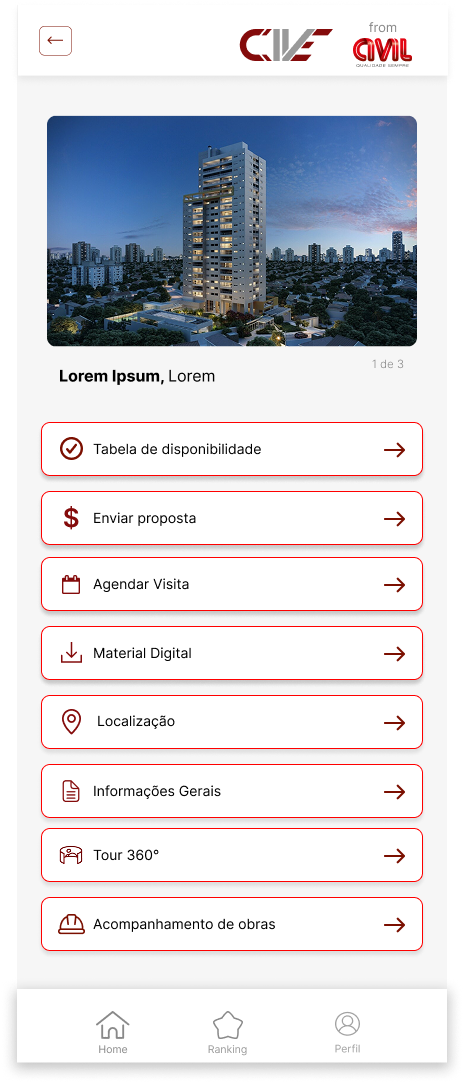 CIVE
from
CIVIL
QUALIDADE SEMPRE
1 de 3
Lorem Ipsum, Lorem
Tabela de disponibilidade
Enviar proposta
Agendar Visita
Material Digital
Localização
Informações Gerais
Tour 360°
Acompanhamento de obras
Home
Ranking
Perfil